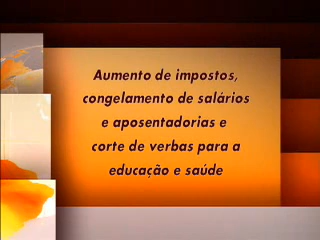 Aumento de impostos,
congelamento de salários
e aposentadorias e
corte de verbas para a
educação e saúde